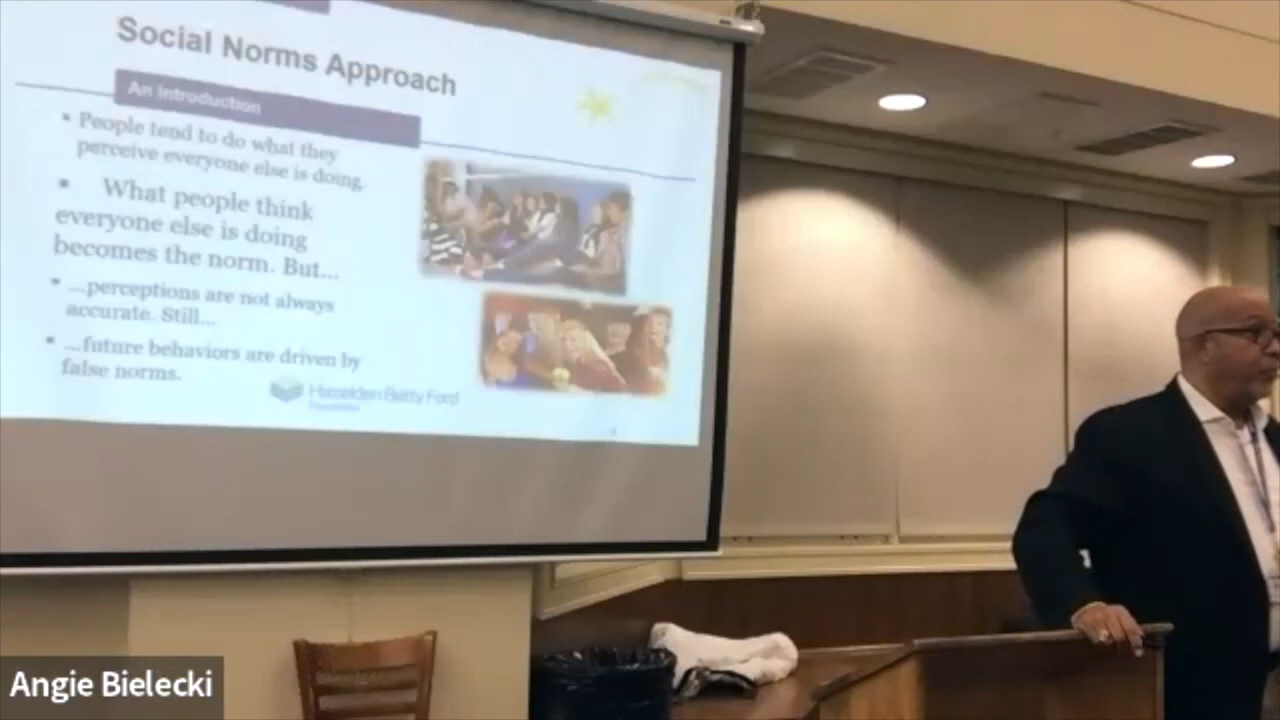 Social Norms Approach
An Introduction
▪ People tend to do what they
perceive everyone else is doing.
▪ What people think
everyone else is doing
becomes the norm. But...
▪ ...perceptions are not always
accurate. Still...
▪ ...future behaviors are driven by
false norms.
Hazelden Betty Ford
Foundation
Angie Bielecki